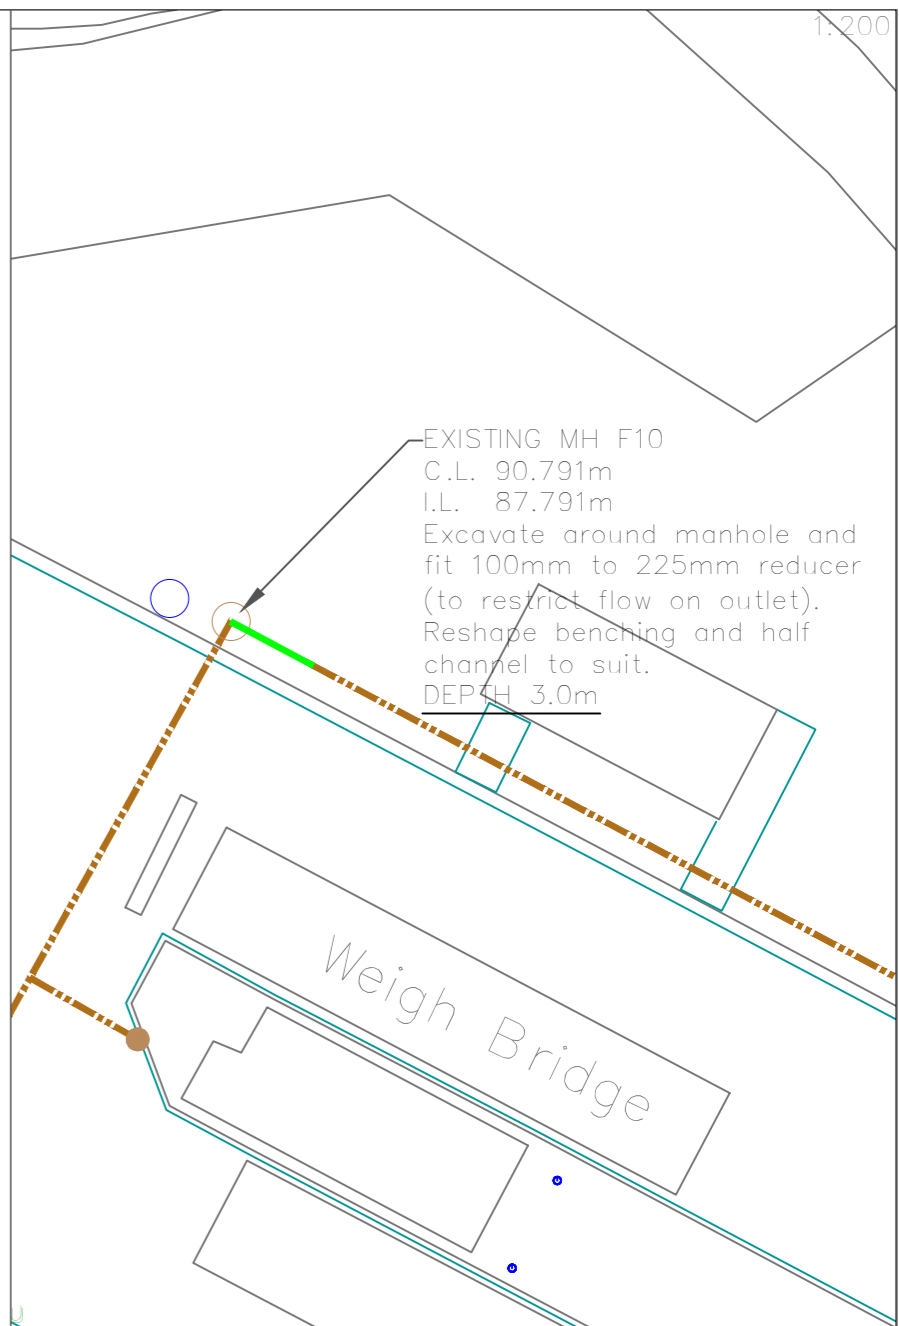 1:200
EXISTING MH F10
C.L. 90.791m
I.L. 87.791m
Excavate around manhole and
fit 100mm to 225mm reducer
(to restrict flow on outlet).
Reshape benching and half
channel to suit.
DEPTH 3.0m
Weigh Bridge